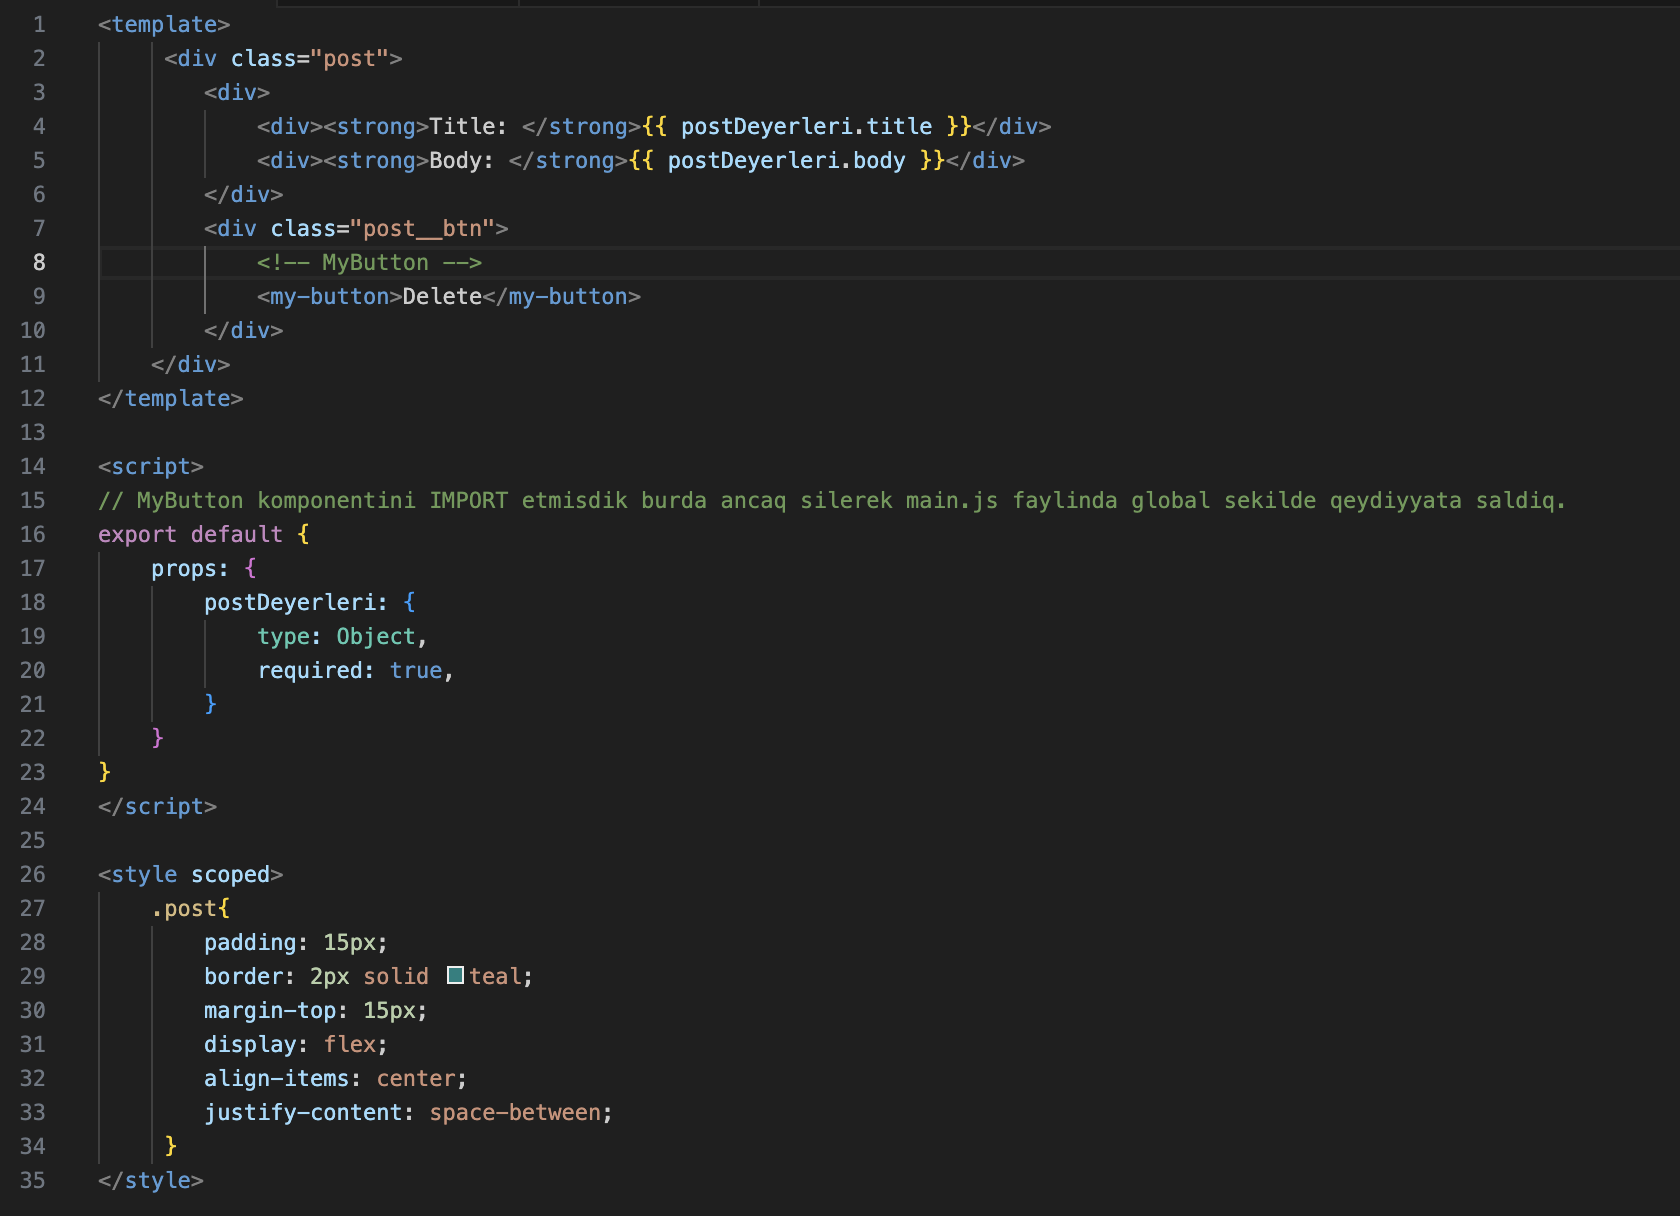 1 <template>
2 <div class="post">
3 <div>
4 <div><strong>Title: </strong>{{ postDeyerleri.title }}</div>
5 <div><strong>Body: </strong>{{ postDeyerleri.body }}</div>
6 </div>
7 <div class="post__btn">
8 <!-- MyButton -->
9 <my-button>Delete</my-button>
10 </div>
11 </div>
12 </template>
13
14 <script>
15 // MyButton komponentini IMPORT etmisdik burda ancaq silerek main.js faylinda global sekilde qeydiyyata saldiq.
16 export default {
17 props: {
18 postDeyerleri: {
19 type: Object,
20 required: true,
21 }
22 }
23 }
24 </script>
25
26 <style scoped>
27 .post{
28 padding: 15px;
29 border: 2px solid teal;
30 margin-top: 15px;
31 display: flex;
32 align-items: center;
33 justify-content: space-between;
34 }
35 </style>